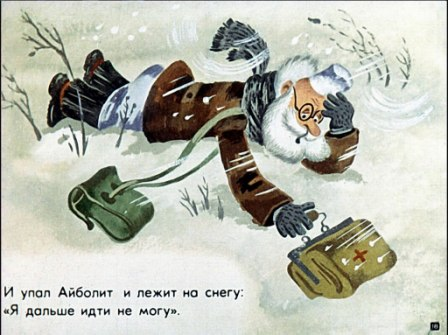 И упал Айболит и лежит на снегу:
«Я дальше идти не могу».